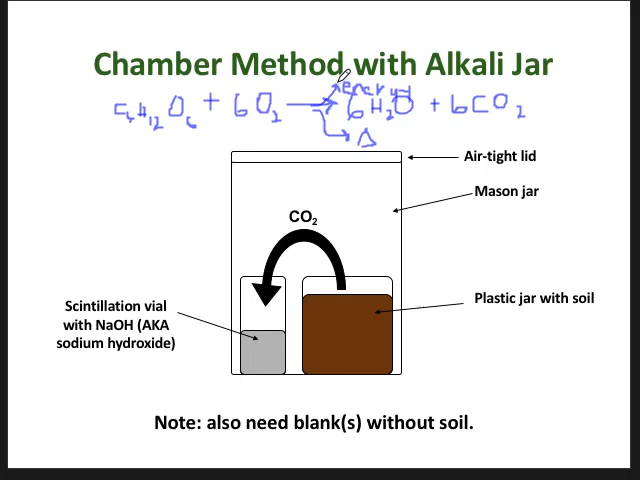 Chamber Method with Alkali Jar
energy
C6H12O6 + 6O2 → 6H2O + 6CO2
Δ
Air-tight lid
Mason jar
CO2
Plastic jar with soil
Scintillation vial
with NaOH (AKA
sodium hydroxide)
Note: also need blank(s) without soil.